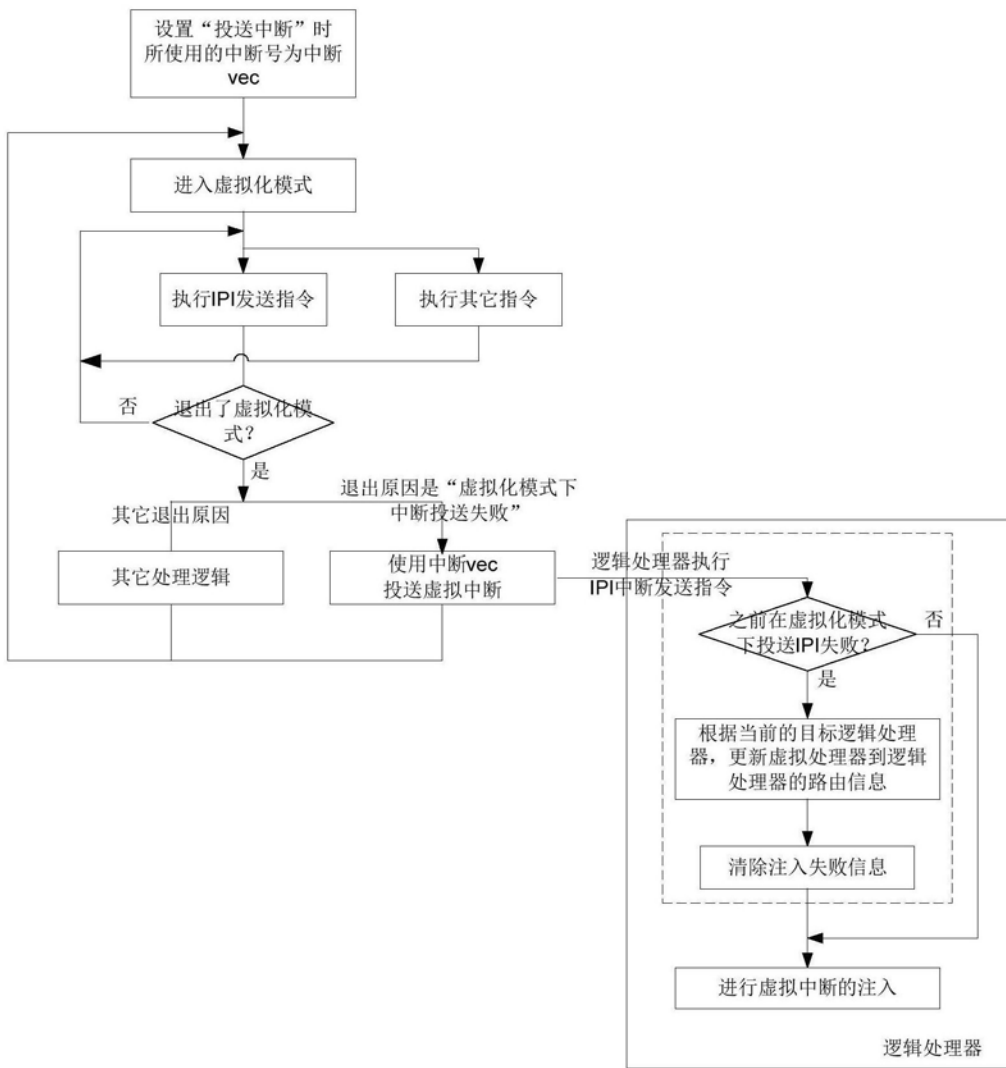 设置“投送中断”时
所使用的中断号为中断
vec
进入虚拟化模式
执行IPI发送指令
执行其它指令
退出了虚拟化模
式？
否
是
其它退出原因
退出原因是“虚拟化模式下
中断投送失败”
其它处理逻辑
使用中断vec
投送虚拟中断
逻辑处理器执行
IPI中断发送指令
之前在虚拟化模式
下投送IPI失败？
否
是
根据当前的目标逻辑处理
器，更新虚拟处理器到逻辑
处理器的路由信息
清除注入失败信息
进行虚拟中断的注入
逻辑处理器